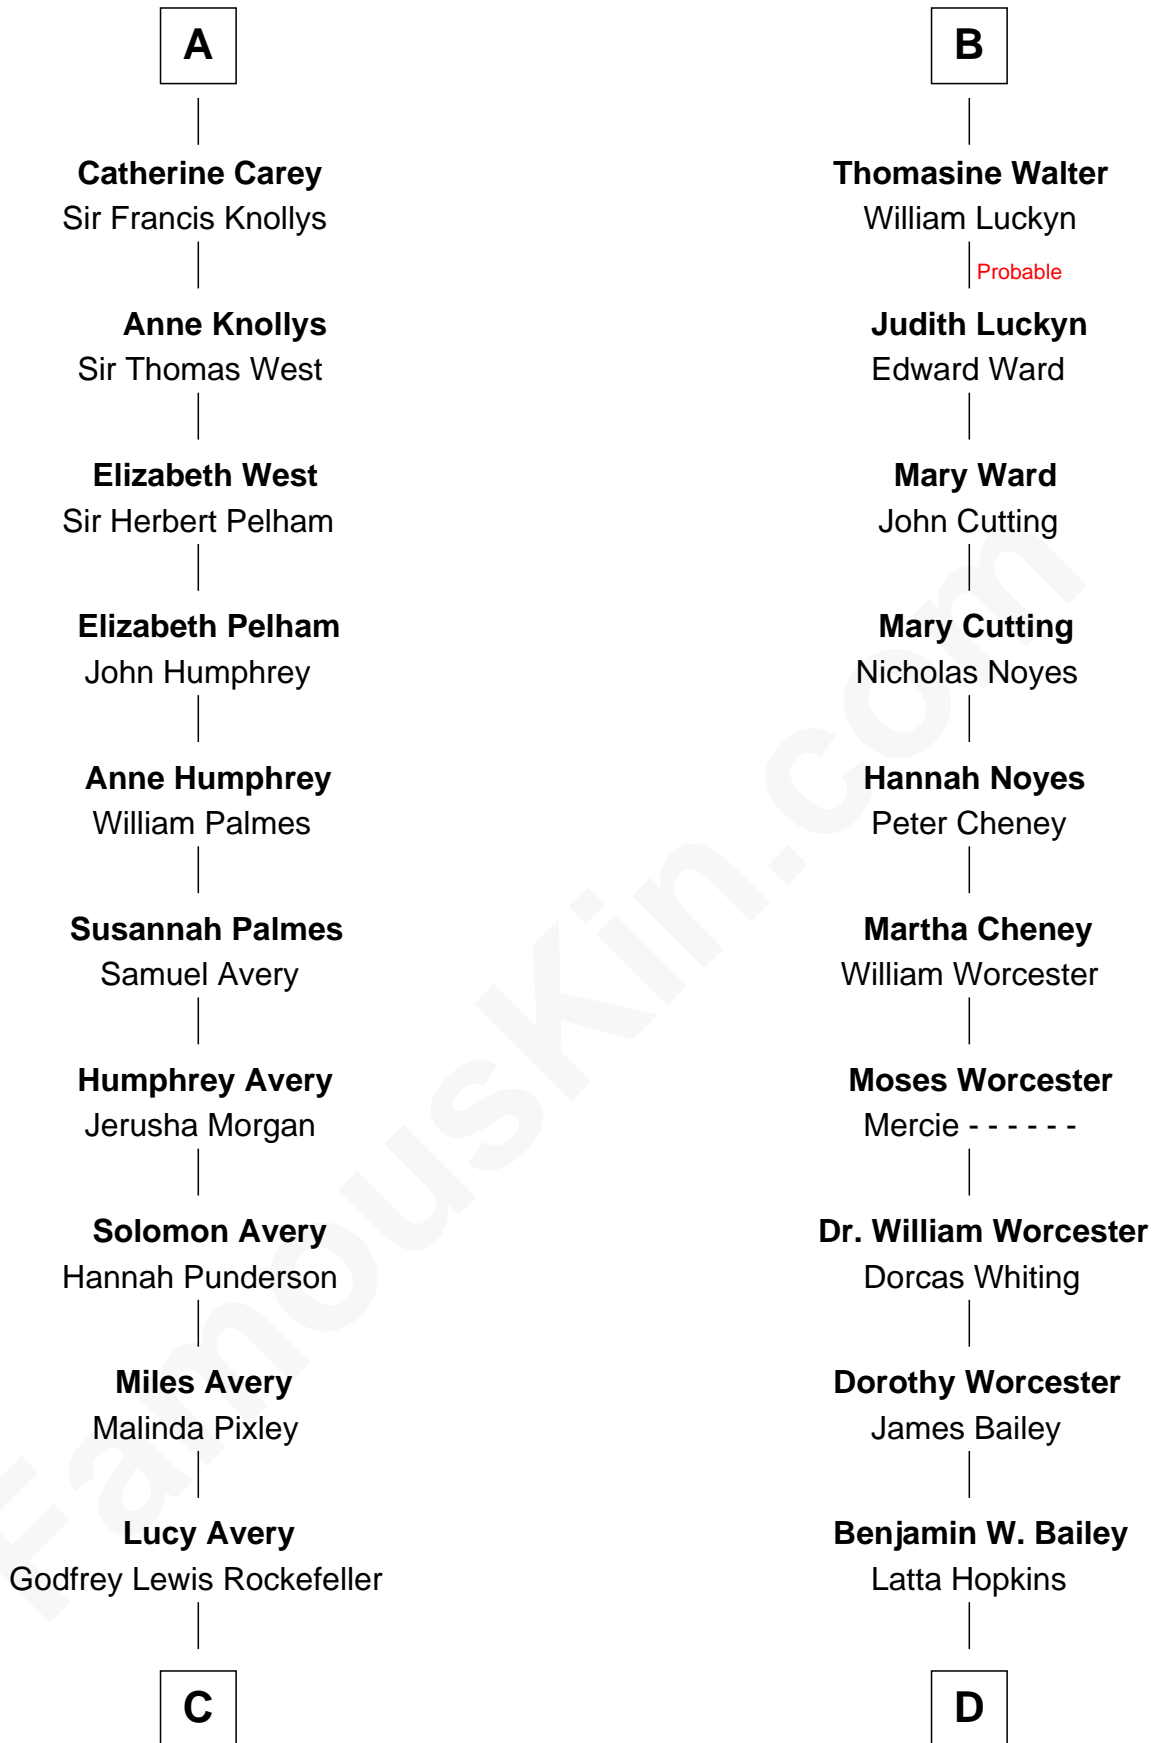 A
Catherine Carey
Sir Francis Knollys
Anne Knollys
Sir Thomas West
Elizabeth West
Sir Herbert Pelham
Elizabeth Pelham
John Humphrey
Anne Humphrey
William Palmes
Susannah Palmes
Samuel Avery
Humphrey Avery
Jerusha Morgan
Solomon Avery
Hannah Punderson
Miles Avery
Malinda Pixley
Lucy Avery
Godfrey Lewis Rockefeller
C
B
Thomasine Walter
William Luckyn
Probable
Judith Luckyn
Edward Ward
Mary Ward
John Cutting
Mary Cutting
Nicholas Noyes
Hannah Noyes
Peter Cheney
Martha Cheney
William Worcester
Moses Worcester
Mercie - - - - - -
Dr. William Worcester
Dorcas Whiting
Dorothy Worcester
James Bailey
Benjamin W. Bailey
Latta Hopkins
D
FamousKin.com